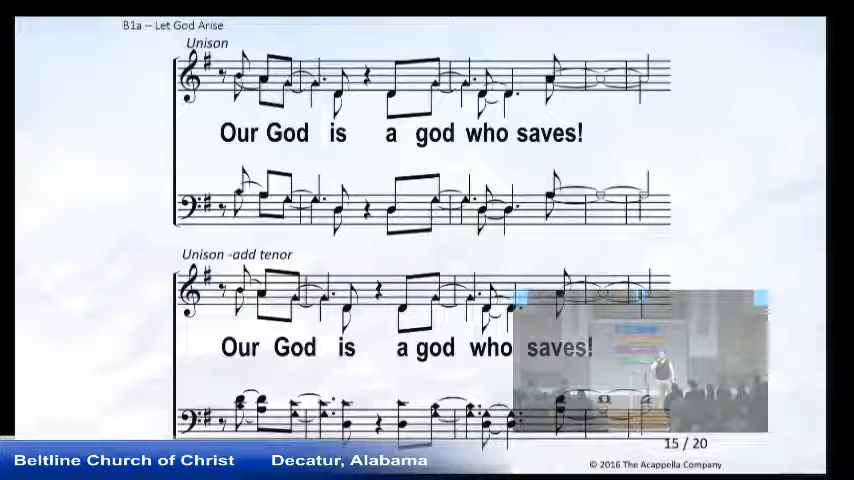 B1a – Let God Arise
Unison
Our God is a god who saves!
Unison -add tenor
Our God is a god who saves!
15 / 20
Beltline Church of Christ Decatur, Alabama
© 2016 The Acappella Company